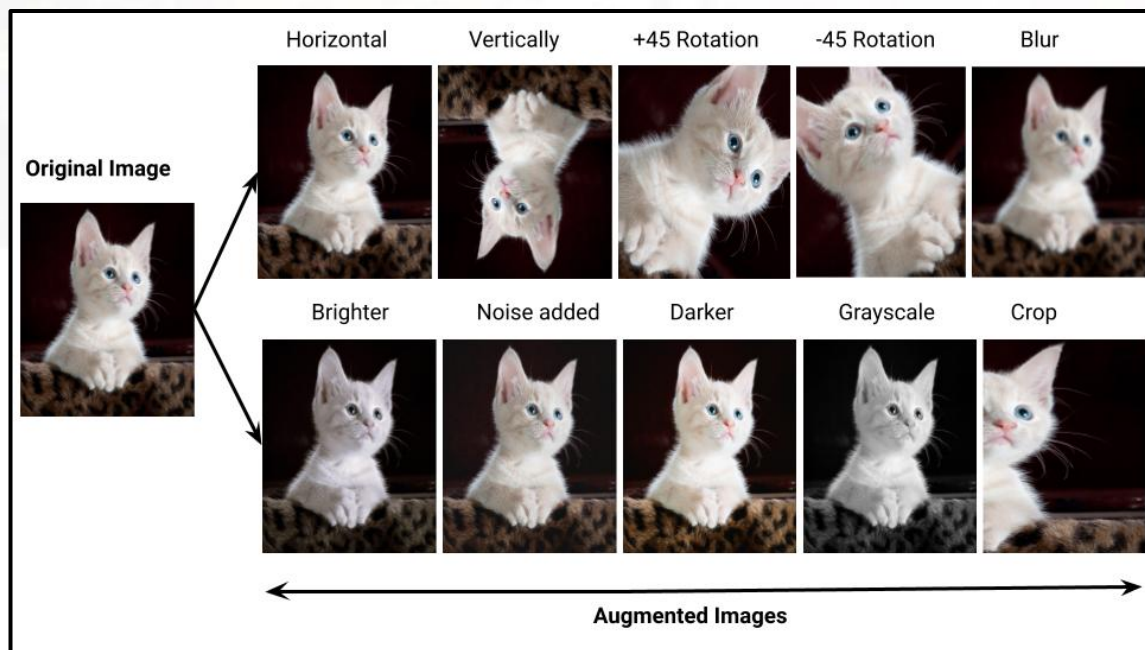 Horizontal Vertically +45 Rotation -45 Rotation Blur
Original Image
Brighter Noise added Darker Grayscale Crop
Augmented Images